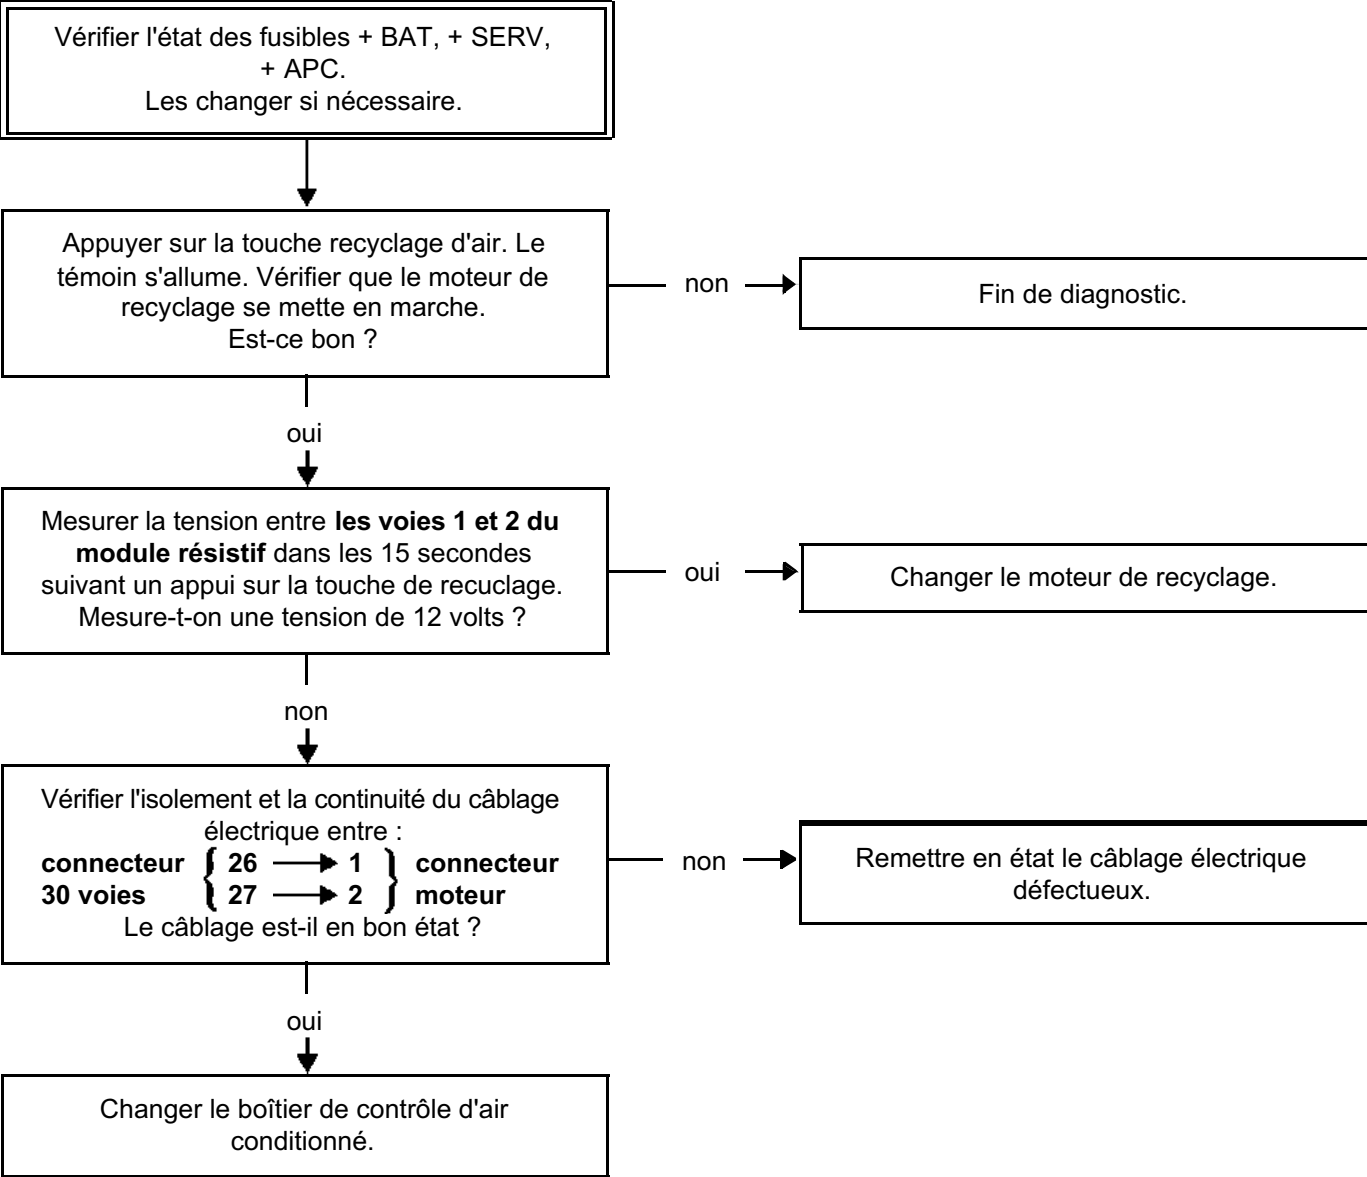 Vérifier l'état des fusibles + BAT, + SERV,
+ APC.
Les changer si nécessaire.
Appuyer sur la touche recyclage d'air. Le
témoin s'allume. Vérifier que le moteur de
recyclage se mette en marche.
Est-ce bon ?
non
Fin de diagnostic.
oui
Mesurer la tension entre les voies 1 et 2 du
module résistif dans les 15 secondes
suivant un appui sur la touche de recuclage.
Mesure-t-on une tension de 12 volts ?
oui
Changer le moteur de recyclage.
non
Vérifier l'isolement et la continuité du câblage
électrique entre :
connecteur { 26 → 1 } connecteur
30 voies { 27 → 2 } moteur
Le câblage est-il en bon état ?
non
Remettre en état le câblage électrique
défectueux.
oui
Changer le boîtier de contrôle d'air
conditionné.